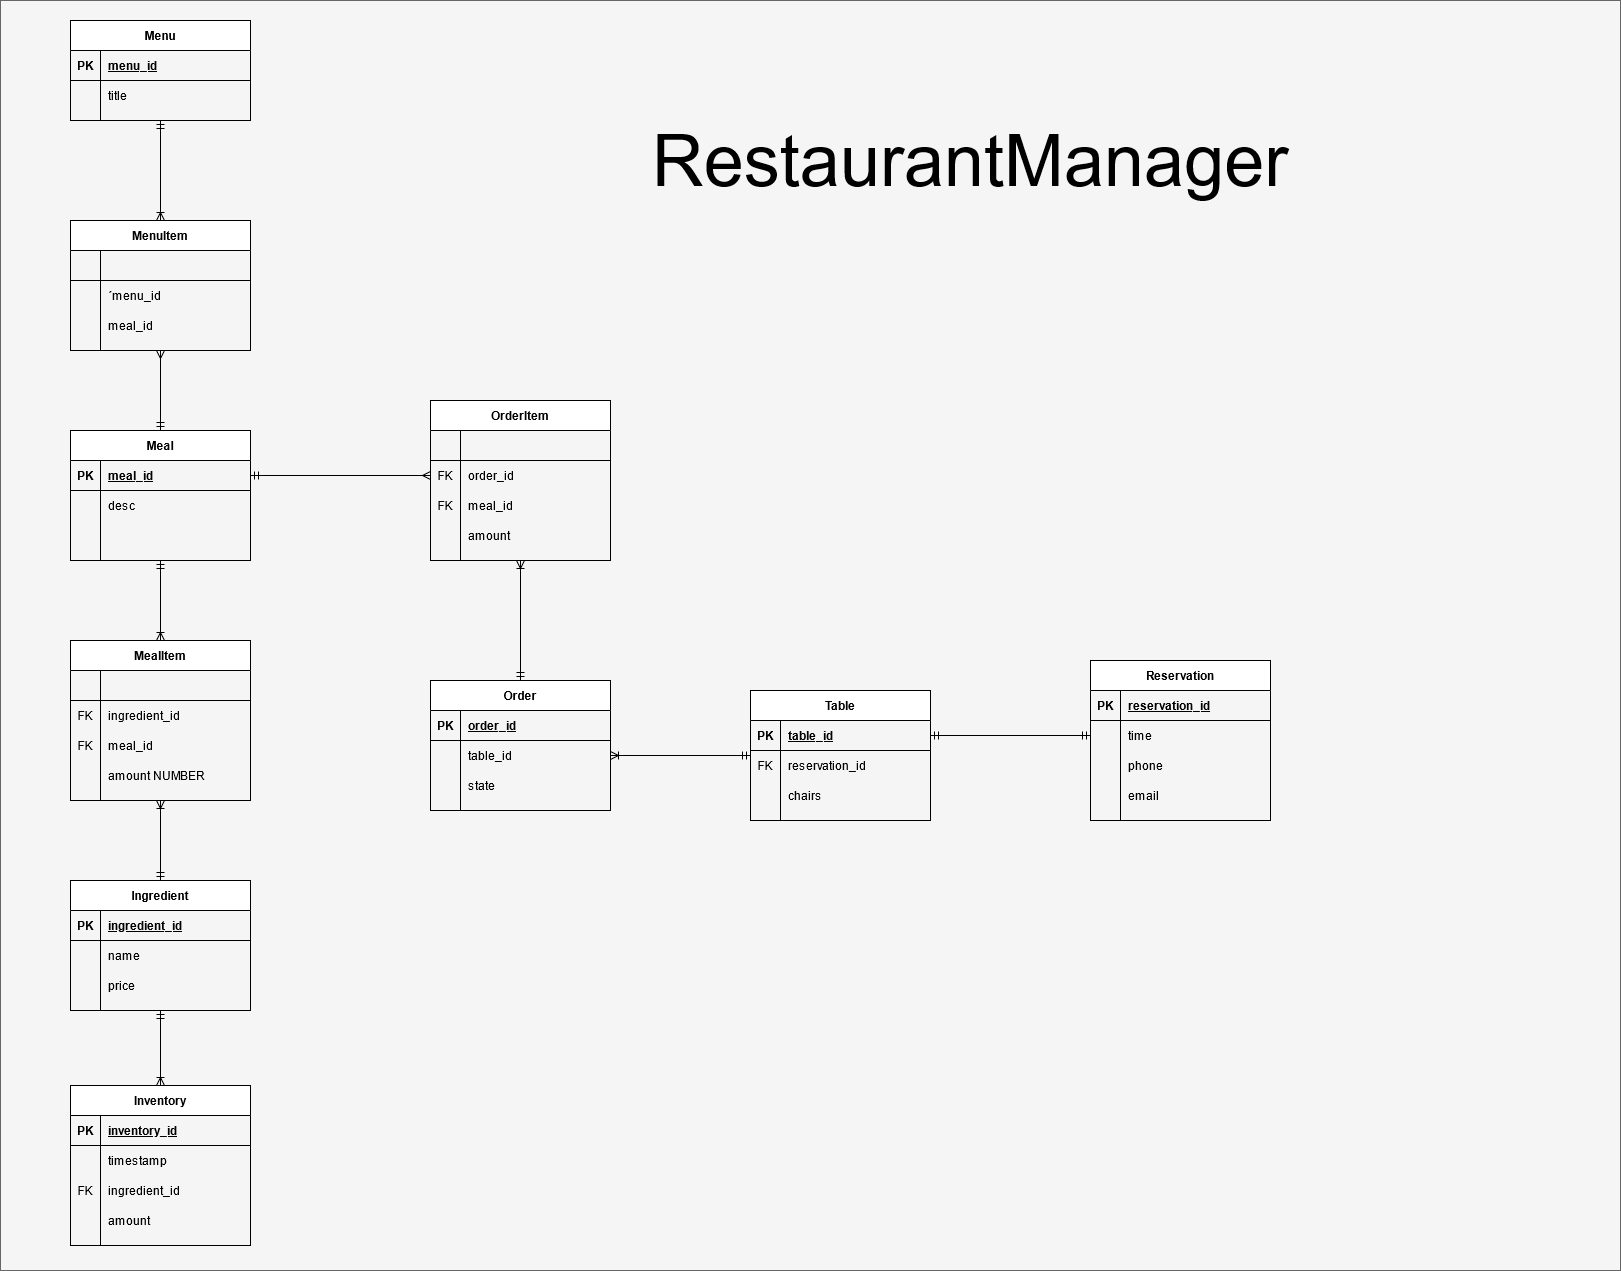 Menu
PK menu_id
title
RestaurantManager
MenuItem
´menu_id
meal_id
Meal
PK meal_id
desc
OrderItem
FK order_id
FK meal_id
amount
MealItem
FK ingredient_id
FK meal_id
amount NUMBER
Order
PK order_id
table_id
state
Table
PK table_id
FK reservation_id
chairs
Reservation
PK reservation_id
time
phone
email
Ingredient
PK ingredient_id
name
price
Inventory
PK inventory_id
timestamp
FK ingredient_id
amount